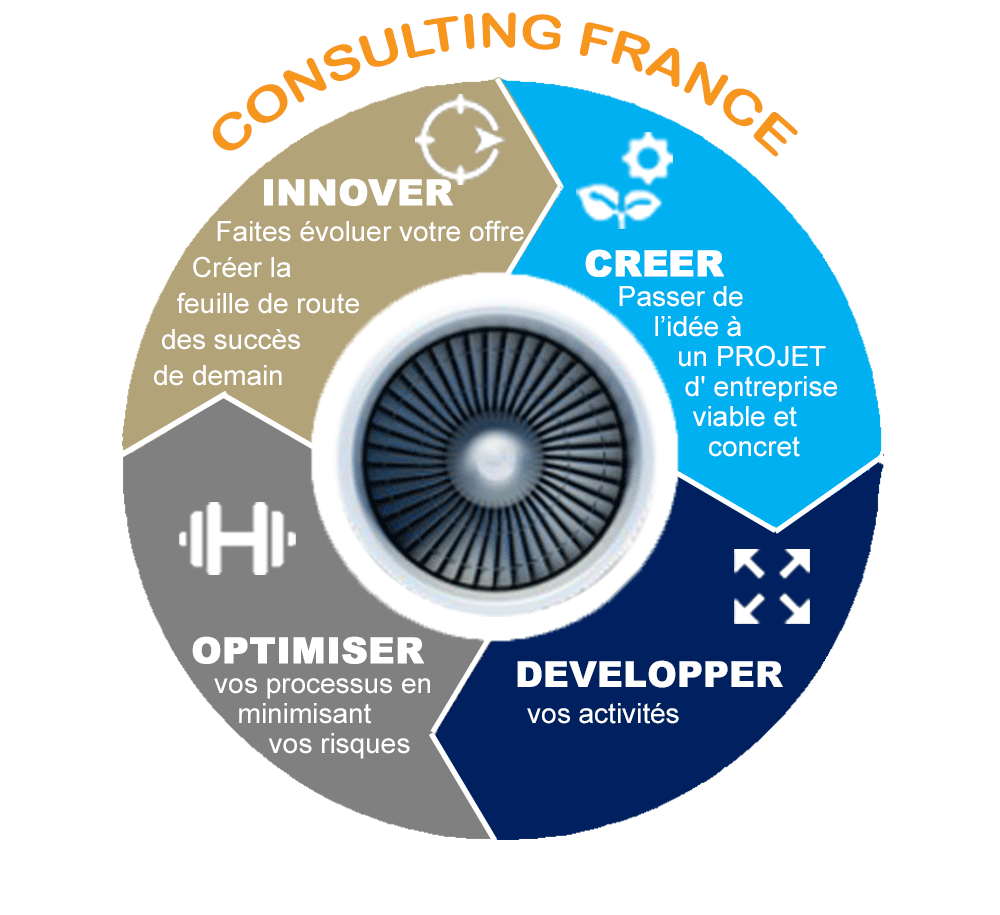 CONSULTING FRANCE
INNOVER
Faites évoluer votre offre
Créer la
feuille de route
des succès
de demain
CREER
Passer de
l’idée à
un PROJET
d' entreprise
viable et
concret
DEVELOPPER
vos activités
OPTIMISER
vos processus en
minimisant
vos risques